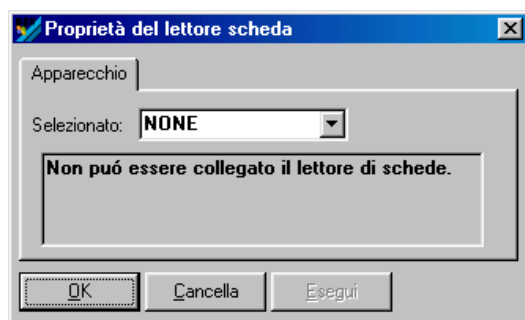 Proprietà del lettore scheda
Apparecchio
Selezionato: NONE
Non puó essere collegato il lettore di schede.
OK Cancella Esegui